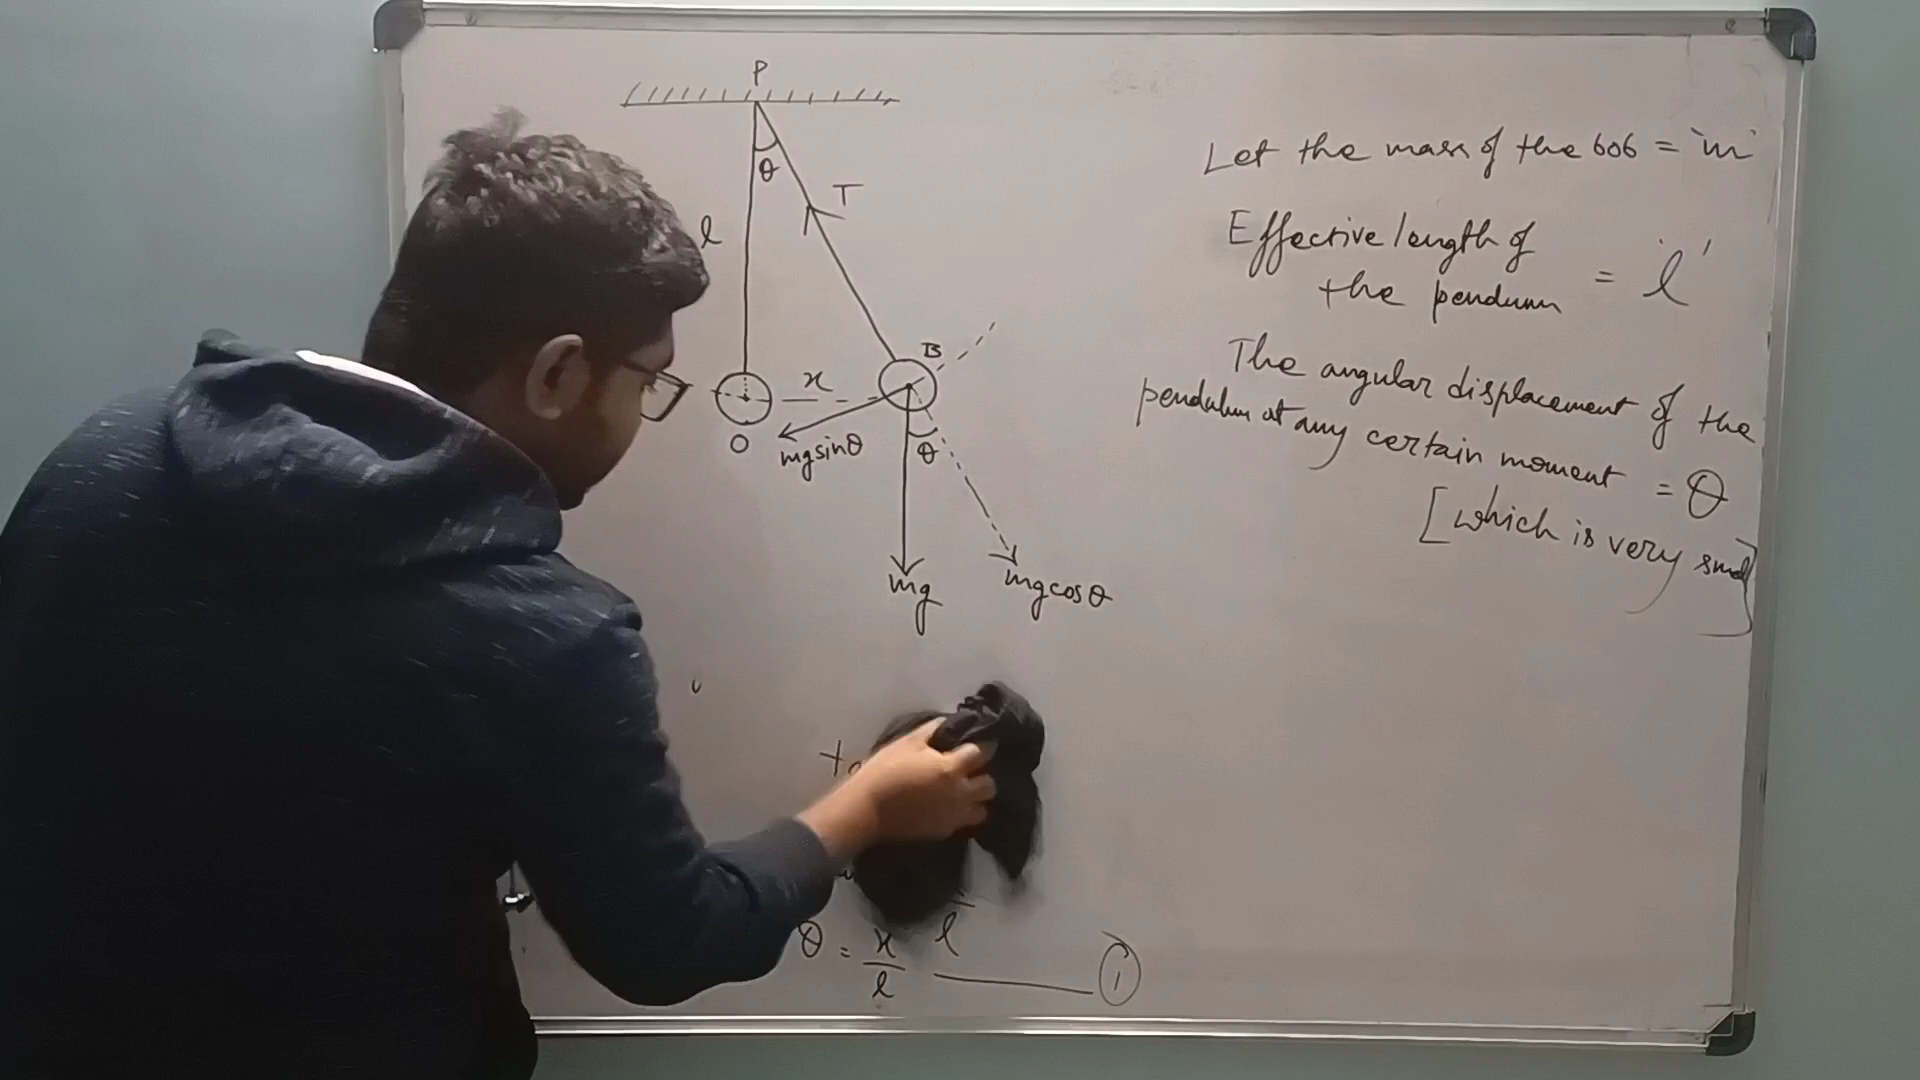 P
θ
T
l
B
x
O
mgsinθ
θ
mg
mgcosθ
θ = x/l
l
1
Let the mass of the bob = 'm'
Effective length of
the pendum = 'l'
The angular displacement of the
pendulum at any certain moment = θ
[which is very small]